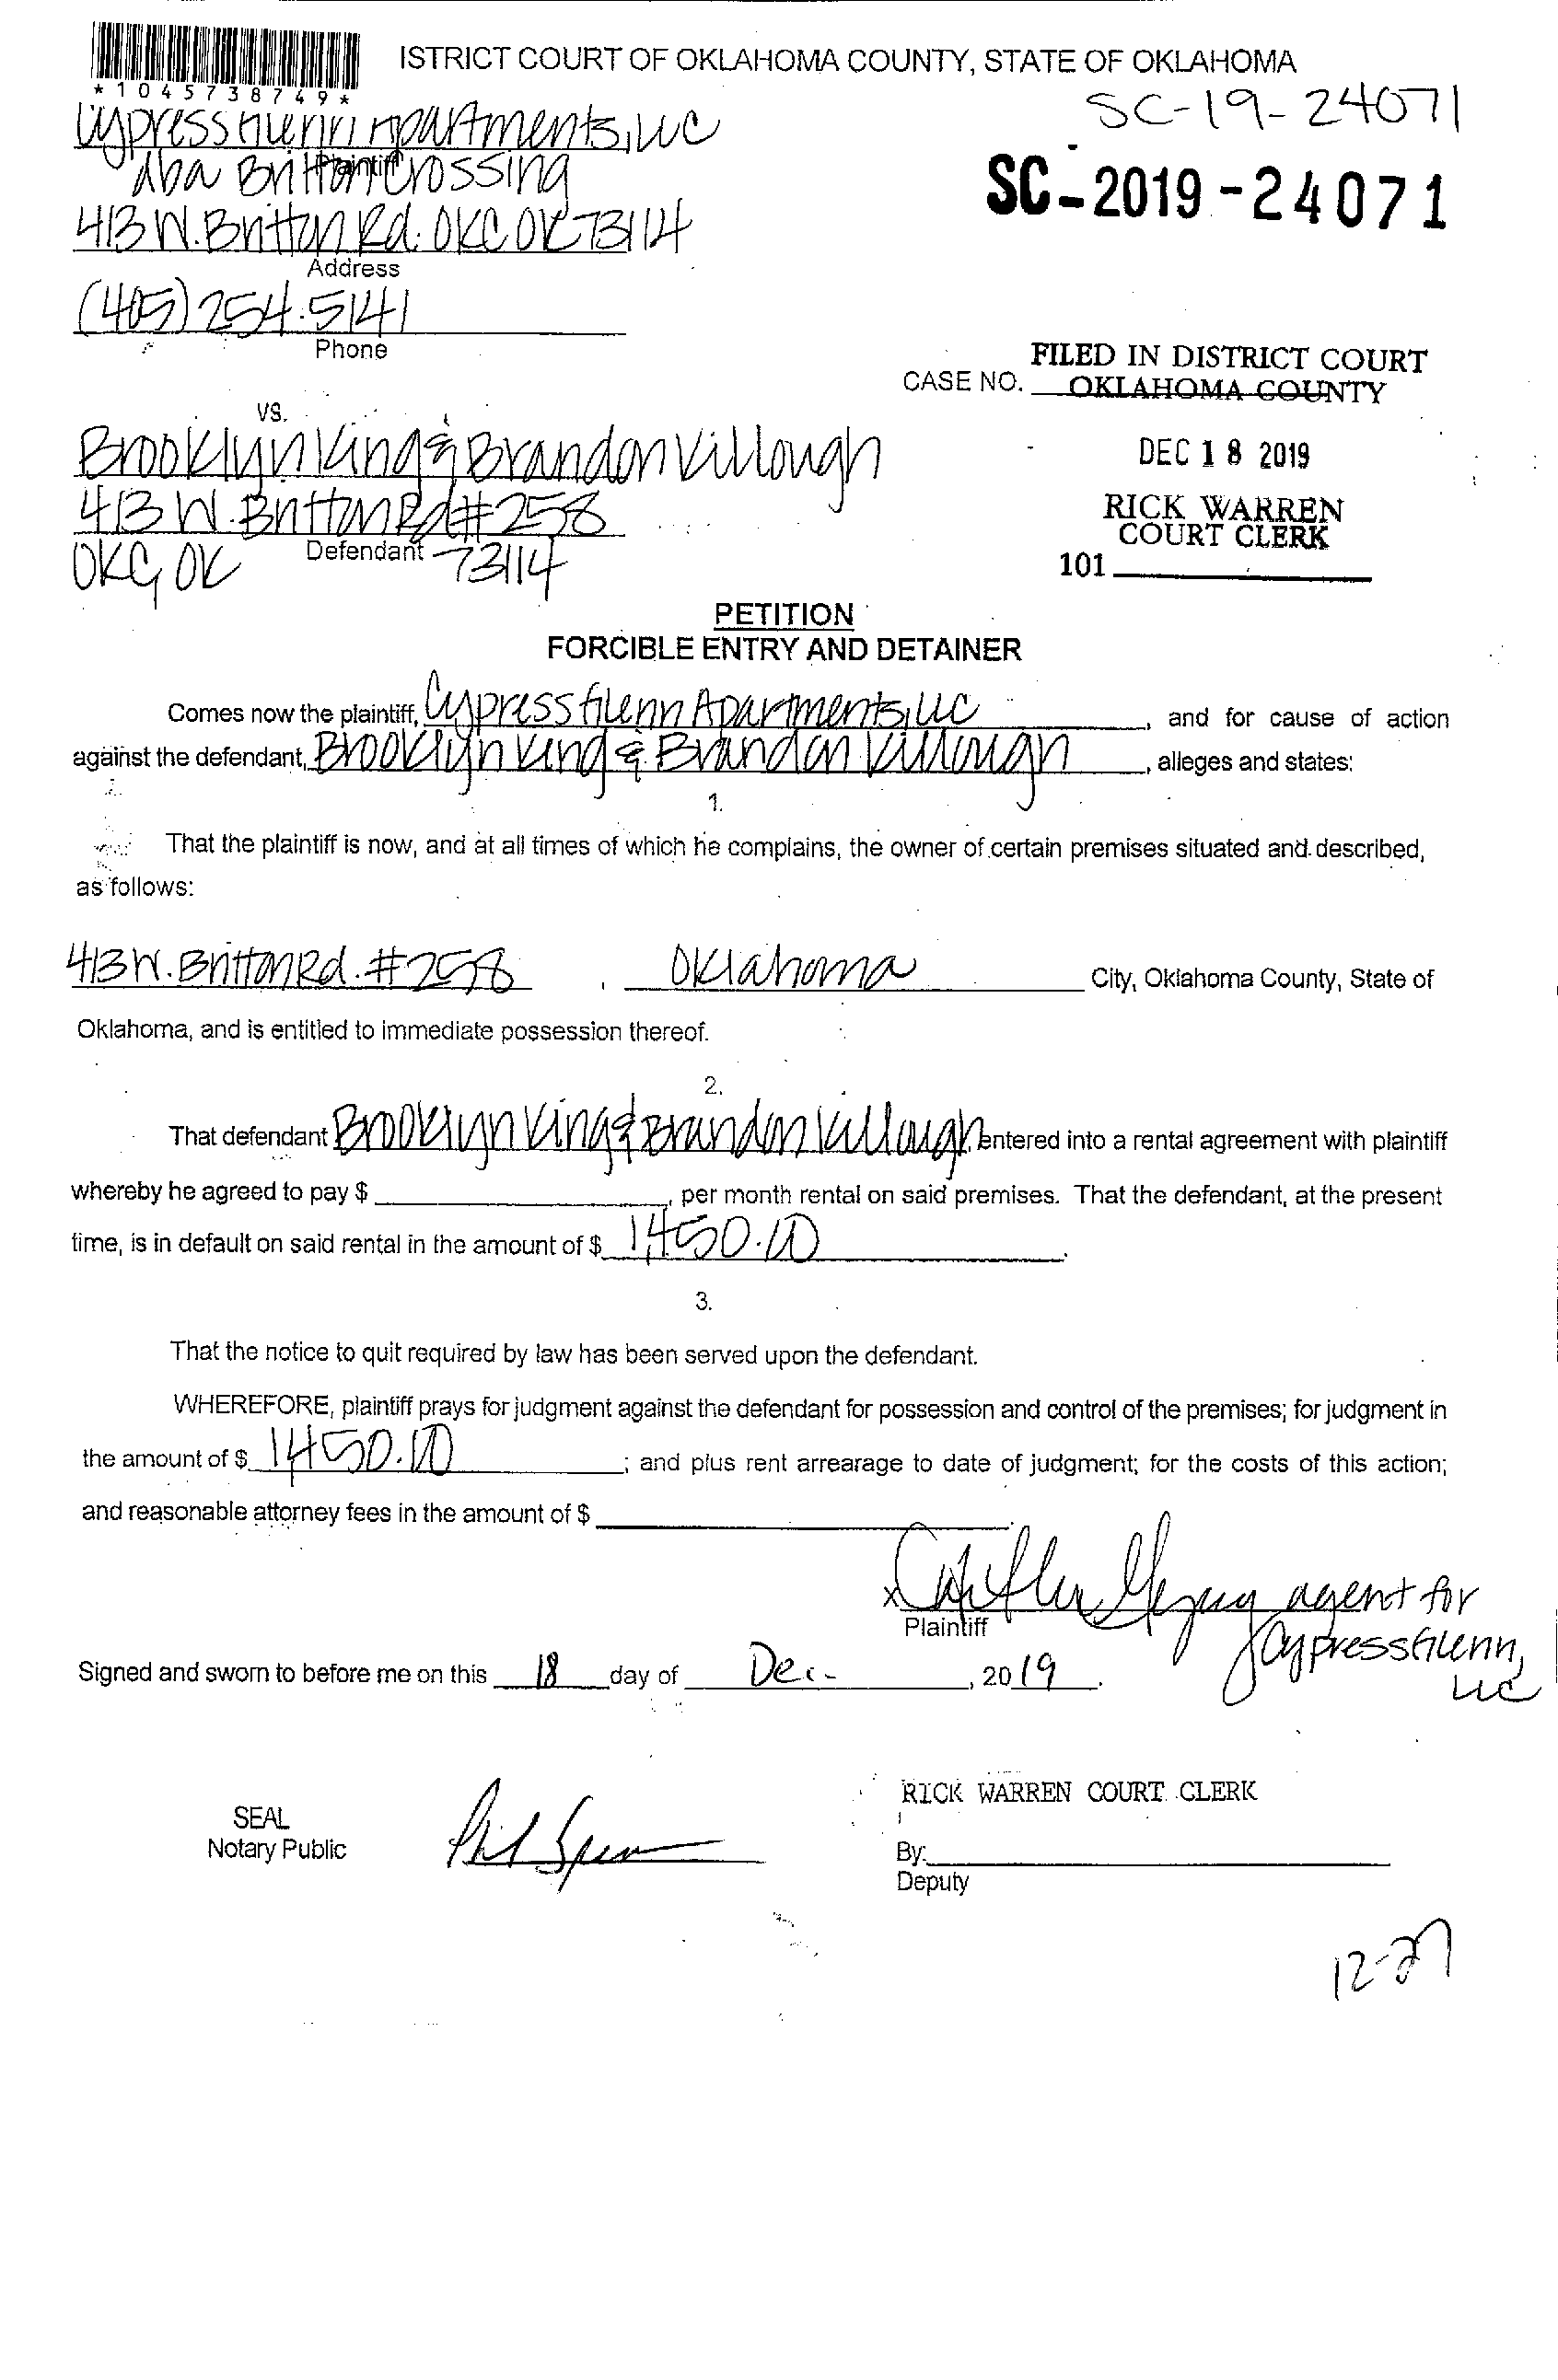 ISTRICT COURT OF OKLAHOMA COUNTY, STATE OF OKLAHOMA
*1045738749*
SC-19-24071
Cypress Glenn Apartments, LLC
Plaintiff
dba Britton Crossing
SC-2019-24071
413 W. Britton Rd. OKC OK 73114
Address
(405) 254.5141
Phone
FILED IN DISTRICT COURT
CASE NO. OKLAHOMA COUNTY
vs.
DEC 18 2019
Brooklyn King & Brandon Killough
413 W. Britton Rd #258
RICK WARREN
COURT CLERK
Defendant
OKC, OK 73114
101
PETITION
FORCIBLE ENTRY AND DETAINER
Comes now the plaintiff, Cypress Glenn Apartments, LLC, and for cause of action
against the defendant, Brooklyn King & Brandon Killough, alleges and states:
1.
That the plaintiff is now, and at all times of which he complains, the owner of certain premises situated and described,
as follows:
413 W. Britton Rd. #258, Oklahoma City, Oklahoma County, State of
Oklahoma, and is entitled to immediate possession thereof.
2.
That defendant Brooklyn King & Brandon Killough, entered into a rental agreement with plaintiff
whereby he agreed to pay $ , per month rental on said premises. That the defendant, at the present
time, is in default on said rental in the amount of $ 1450.10.
3.
That the notice to quit required by law has been served upon the defendant.
WHEREFORE, plaintiff prays for judgment against the defendant for possession and control of the premises; for judgment in
the amount of $ 1450.10; and plus rent arrearage to date of judgment; for the costs of this action;
and reasonable attorney fees in the amount of $ .
x agent for
Plaintiff
Cypress Glenn,
LLC
Signed and sworn to before me on this 18 day of Dec-, 2019.
RICK WARREN COURT CLERK
SEAL
Notary Public
By:
Deputy
12-27